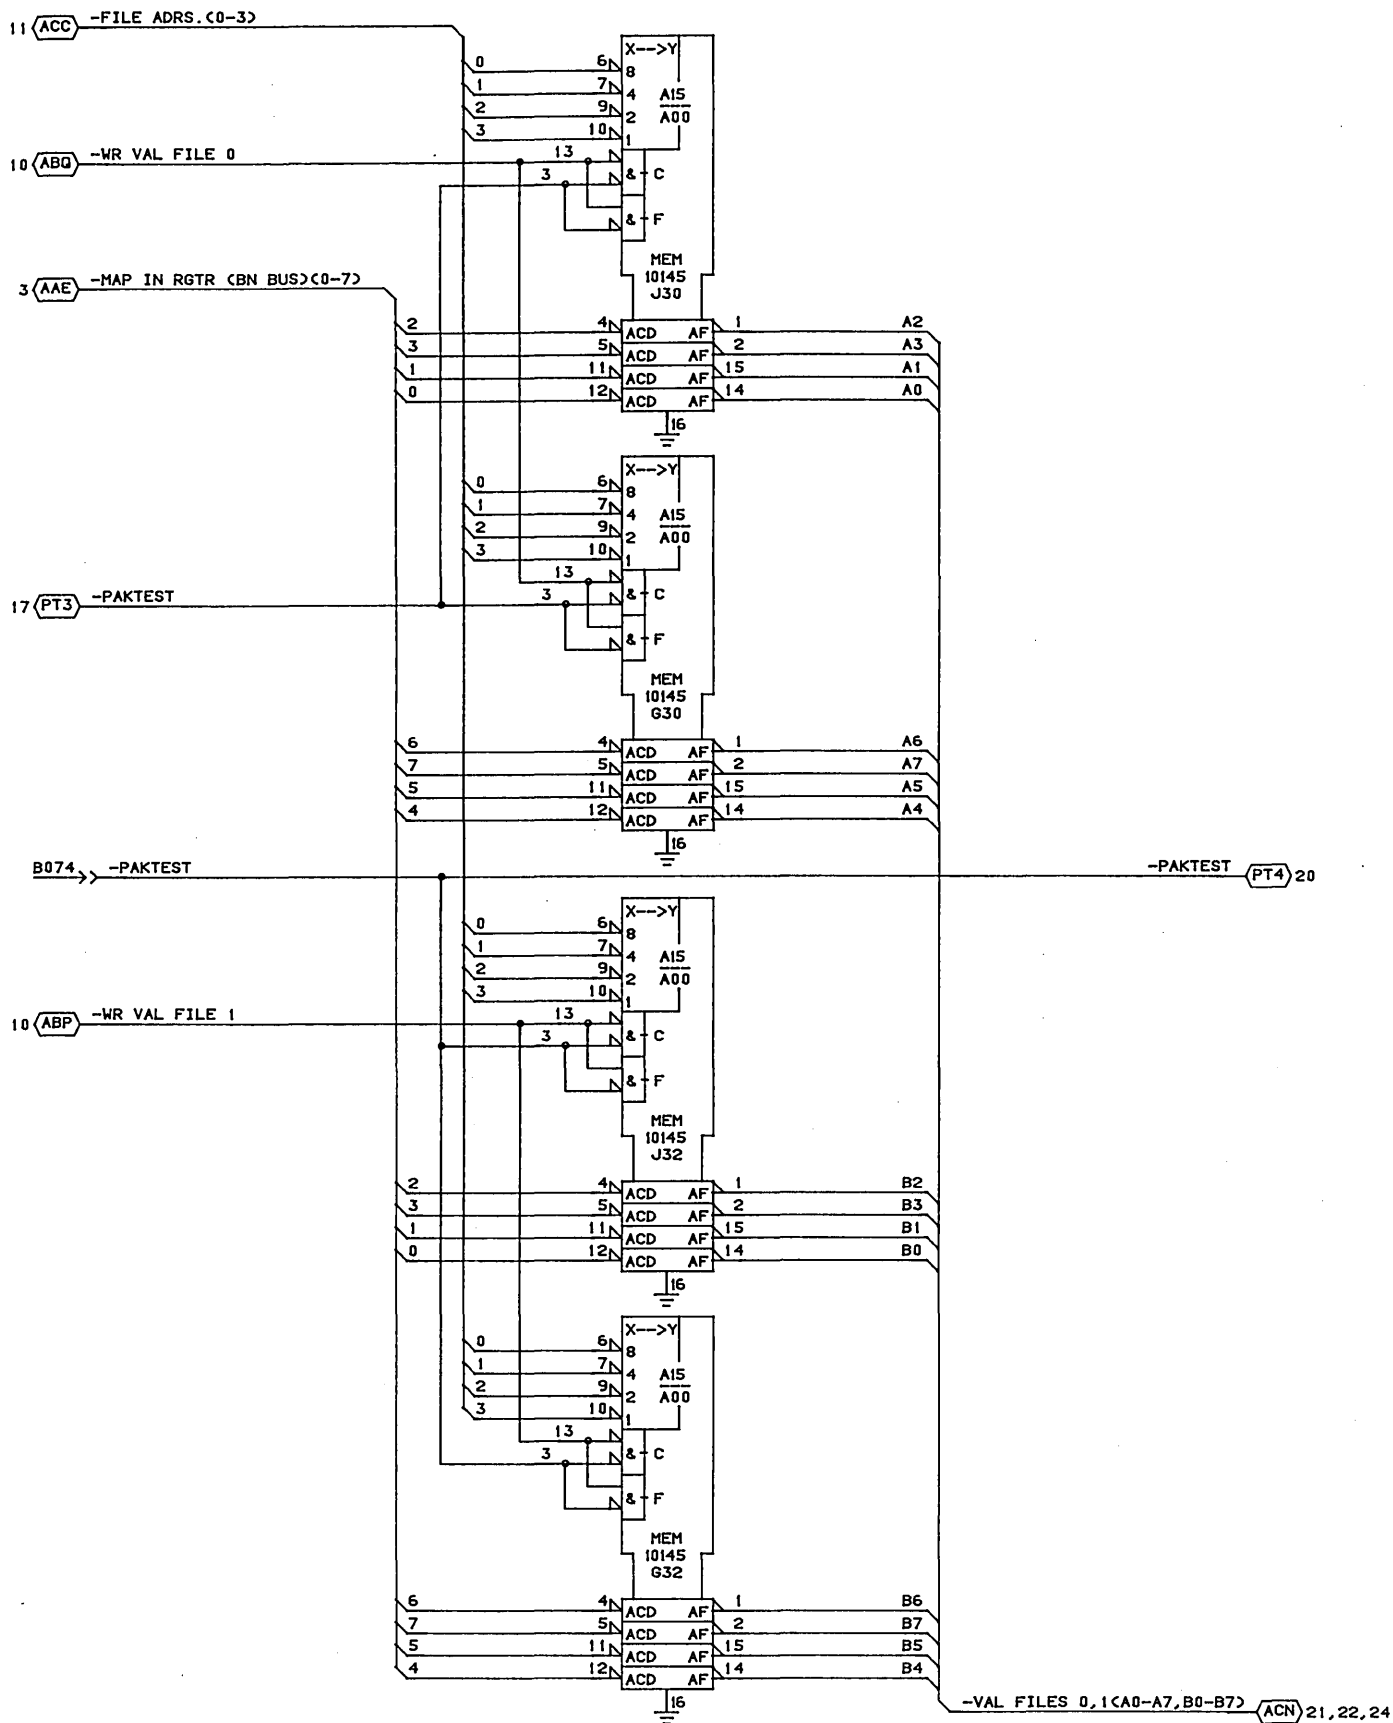 11 ACC -FILE ADRS.(0-3)
X-->Y
0 6 8
1 7 4 A15
2 9 2 A00
3 10 1
10 ABQ -WR VAL FILE 0
13
3 & C
& F
MEM
10145
J30
3 AAE -MAP IN RGTR (BN BUS)(0-7)
2 4 ACD AF 1 A2
3 5 ACD AF 2 A3
1 11 ACD AF 15 A1
0 12 ACD AF 14 A0
16
X-->Y
0 6 8
1 7 4 A15
2 9 2 A00
3 10 1
13
17 PT3 -PAKTEST
3 & C
& F
MEM
10145
G30
6 4 ACD AF 1 A6
7 5 ACD AF 2 A7
5 11 ACD AF 15 A5
4 12 ACD AF 14 A4
16
B074 -PAKTEST -PAKTEST PT4 20
X-->Y
0 6 8
1 7 4 A15
2 9 2 A00
3 10 1
10 ABP -WR VAL FILE 1
13
3 & C
& F
MEM
10145
J32
2 4 ACD AF 1 B2
3 5 ACD AF 2 B3
1 11 ACD AF 15 B1
0 12 ACD AF 14 B0
16
X-->Y
0 6 8
1 7 4 A15
2 9 2 A00
3 10 1
13
3 & C
& F
MEM
10145
G32
6 4 ACD AF 1 B6
7 5 ACD AF 2 B7
5 11 ACD AF 15 B5
4 12 ACD AF 14 B4
16
-VAL FILES 0,1(A0-A7,B0-B7) ACN 21,22,24